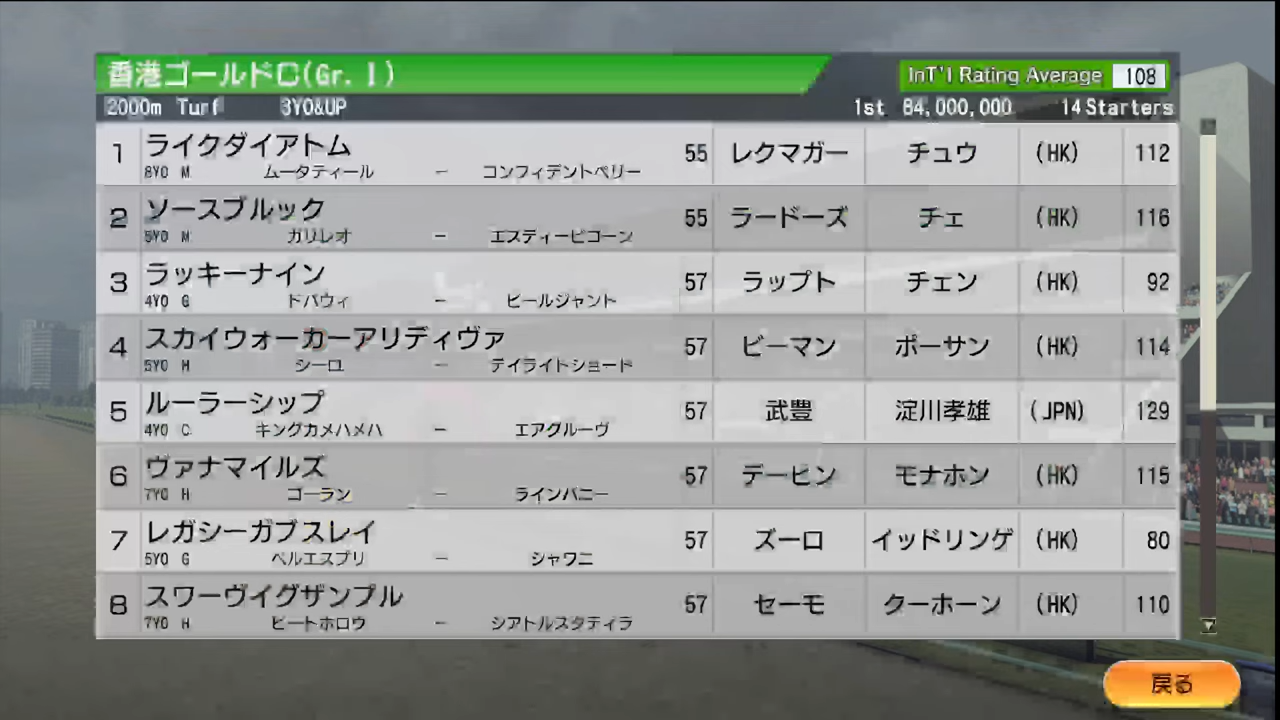 香港ゴールドC(Gr.Ⅰ) InT'l Rating Average 108
2000m Turf 3YO&UP 1st 84,000,000 14Starters
1 ライクダイアトム 55 レクマガー チュウ (HK) 112
8YO M ムータティール - コンフィデントベリー
2 ソースブルック 55 ラードーズ チェ (HK) 116
5YO M ガリレオ - エスティーピコーン
3 ラッキーナイン 57 ラップト チェン (HK) 92
4YO G ドバウィ - ビールジャント
4 スカイウォーカーアリディヴァ 57 ビーマン ポーサン (HK) 114
5YO H シーロ - デイライトショード
5 ルーラーシップ 57 武豊 淀川孝雄 (JPN) 129
4YO C キングカメハメハ - エアグルーヴ
6 ヴァナマイルズ 57 デービン モナホン (HK) 115
7YO H コーラン - ラインバニー
7 レガシーガブスレイ 57 ズーロ イッドリンゲ (HK) 80
5YO G ベルエスプリ - シャワニ
8 スワーヴイグザンプル 57 セーモ ターホーン (HK) 110
7YO H ビートホロウ - シアトルスタティラ
戻る